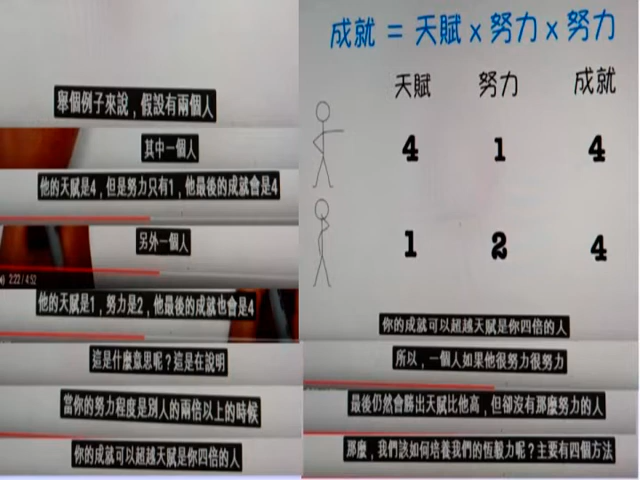 舉個例子來說，假設有兩個人
其中一個人
他的天賦是4，但是努力只有1，他最後的成就會是4
另外一個人
2:22 / 4:52
他的天賦是1，努力是2，他最後的成就也會是4
這是什麼意思呢？這是在說明
當你的努力程度是別人的兩倍以上的時候
你的成就可以超越天賦是你四倍的人
成就 = 天賦 x 努力 x 努力
天賦 努力 成就
4 1 4
1 2 4
你的成就可以超越天賦是你四倍的人
所以，一個人如果他很努力很努力
最後仍然會勝出天賦比他高，但卻沒有那麼努力的人
那麼，我們該如何培養我們的恆毅力呢？主要有四個方法